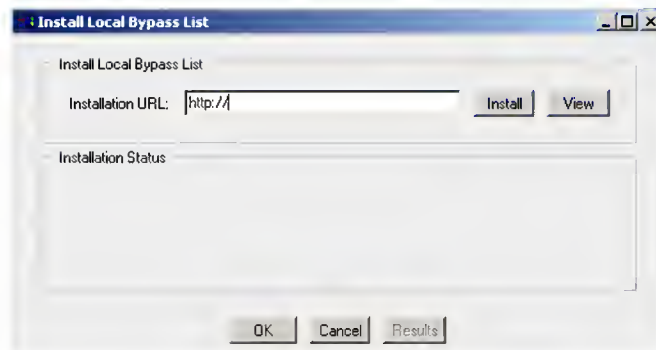 Install Local Bypass List
Install Local Bypass List
Installation URL: http:// Install View
Installation Status
OK Cancel Results